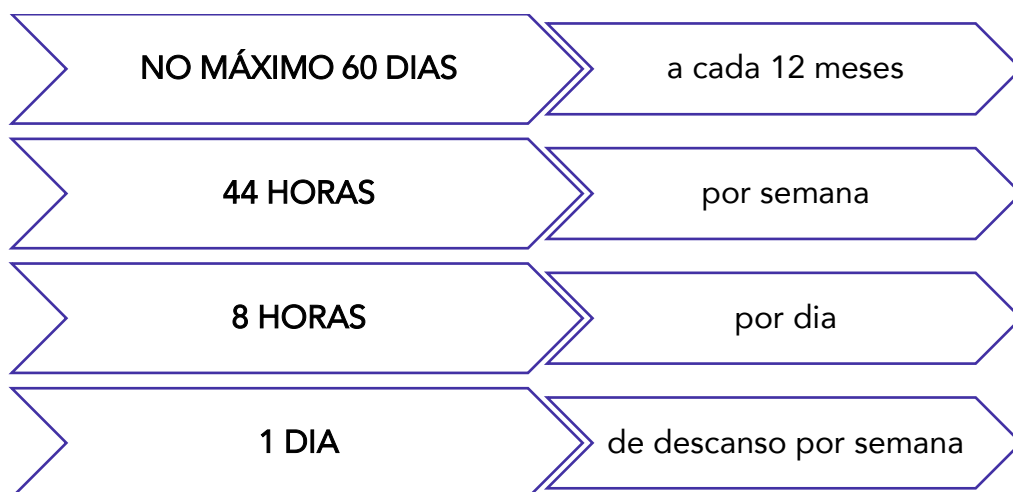 NO MÁXIMO 60 DIAS
a cada 12 meses
44 HORAS
por semana
8 HORAS
por dia
1 DIA
de descanso por semana